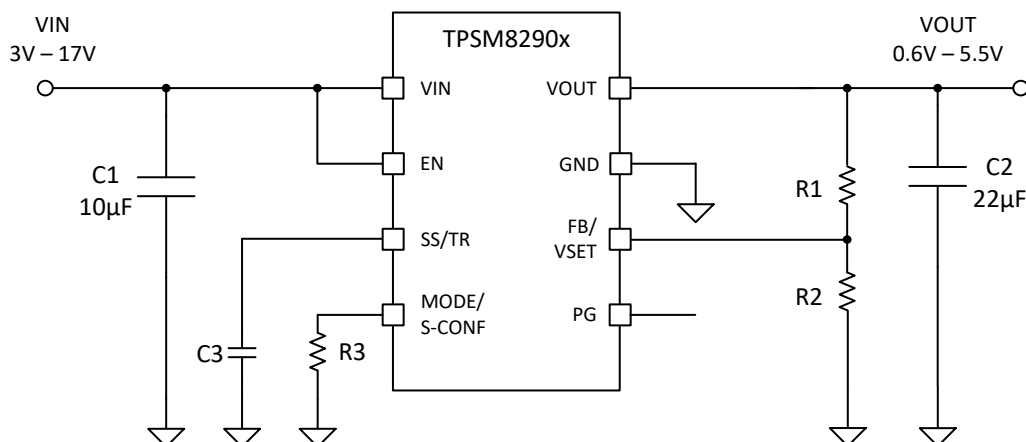 VIN
3V – 17V
TPSM8290x
VOUT
0.6V – 5.5V
VIN
VOUT
EN
GND
C1
10µF
R1
C2
22µF
SS/TR
FB/
VSET
MODE/
S-CONF
PG
R2
C3
R3